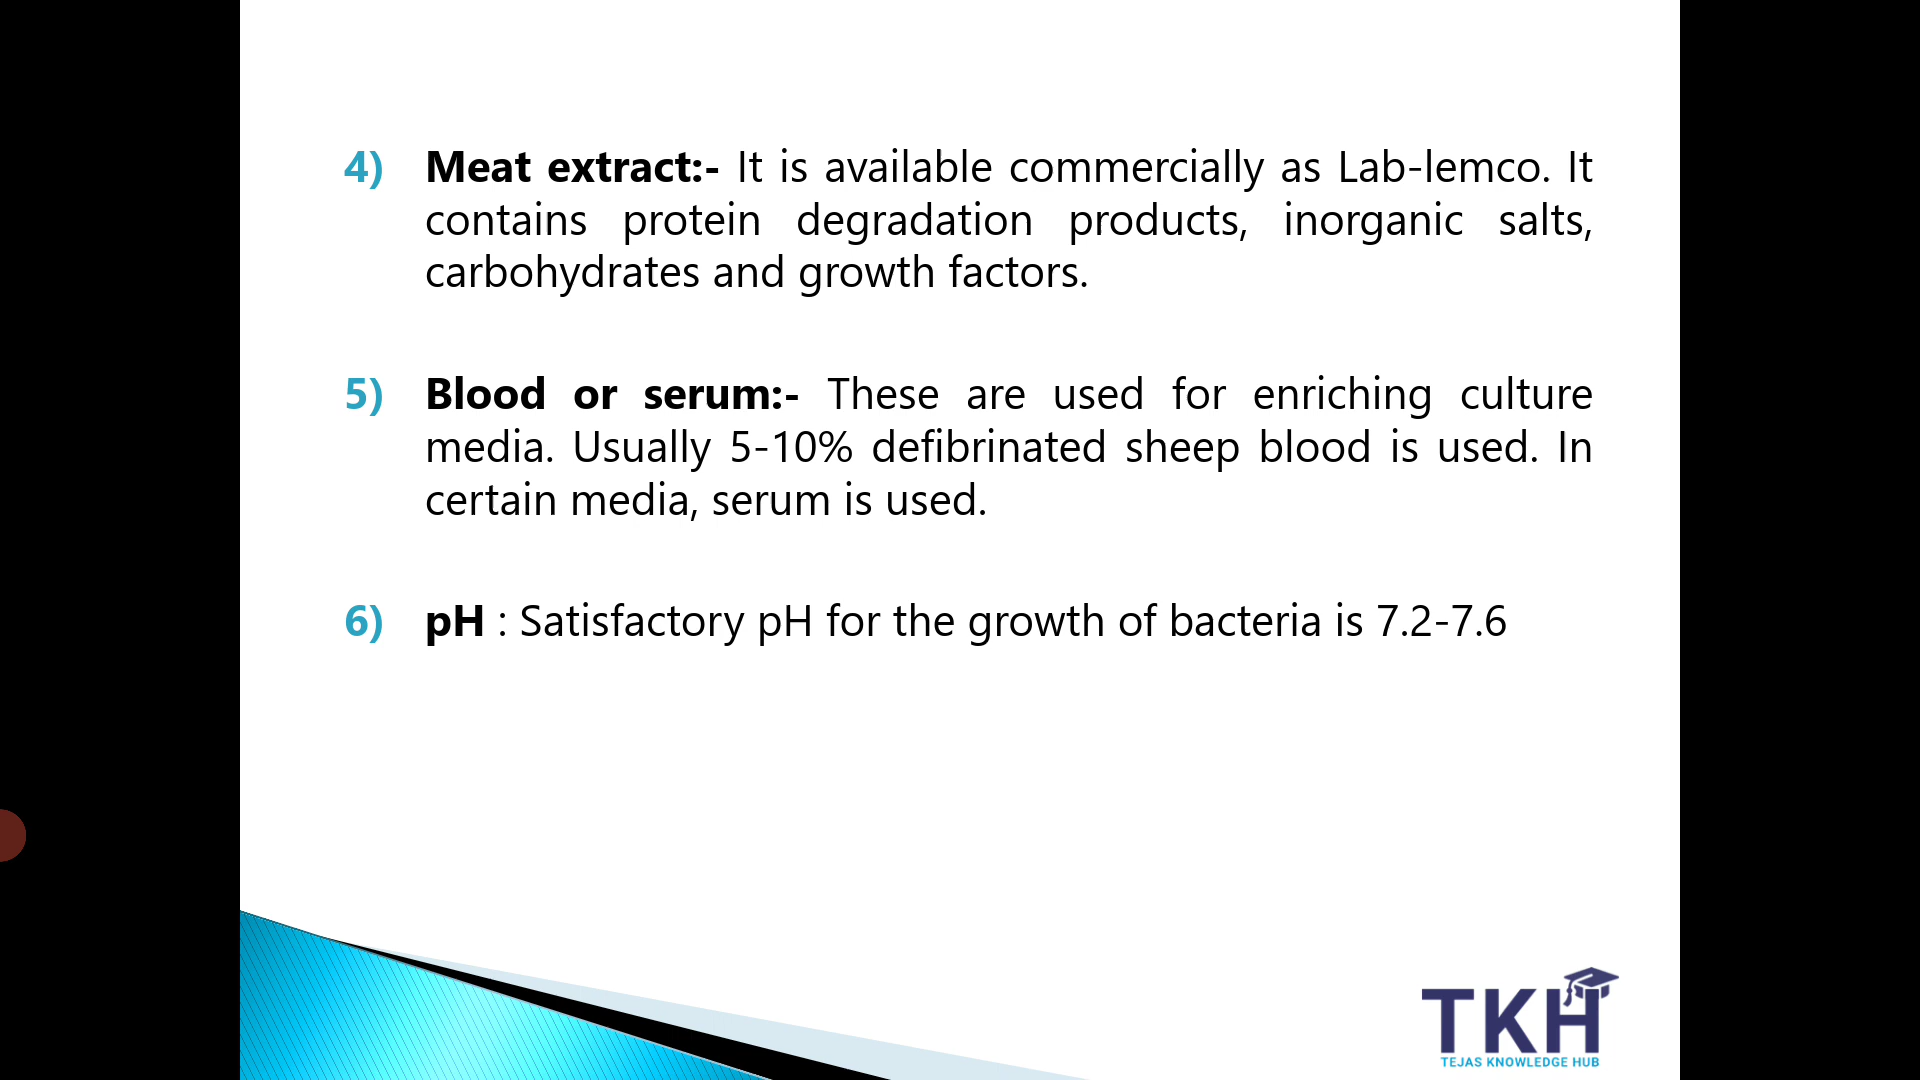 4) Meat extract:- It is available commercially as Lab-lemco. It
contains protein degradation products, inorganic salts,
carbohydrates and growth factors.
5) Blood or serum:- These are used for enriching culture
media. Usually 5-10% defibrinated sheep blood is used. In
certain media, serum is used.
6) pH : Satisfactory pH for the growth of bacteria is 7.2-7.6
TKH
TEJAS KNOWLEDGE HUB